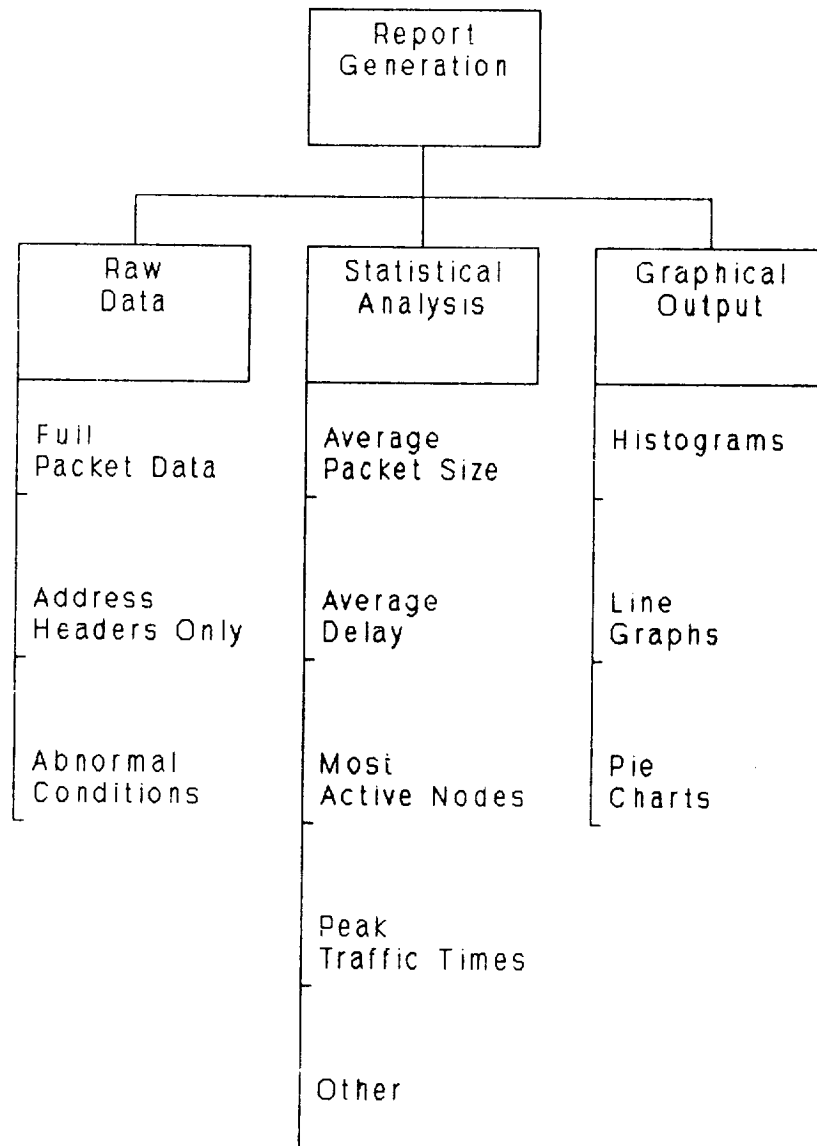 Report
Generation
Raw
Data
Statistical
Analysis
Graphical
Output
Full
Packet Data
Address
Headers Only
Abnormal
Conditions
Average
Packet Size
Average
Delay
Most
Active Nodes
Peak
Traffic Times
Other
Histograms
Line
Graphs
Pie
Charts